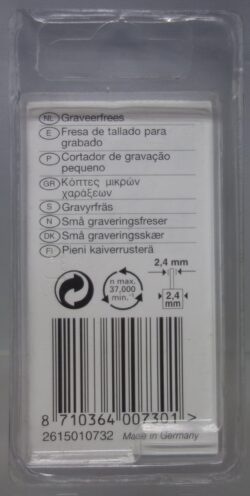 NL Graveerfrees
E Fresa de tallado para
grabado
P Cortador de gravação
pequeno
GR Κόπτες μικρών
χαράξεων
S Gravyrfräs
N Små graveringsfreser
DK Små graveringsskær
FI Pieni kaiverrusterä
n max.
37,000
min.⁻¹
2,4 mm
2,4
mm
8 710364 007301 >
2615010732 Made in Germany